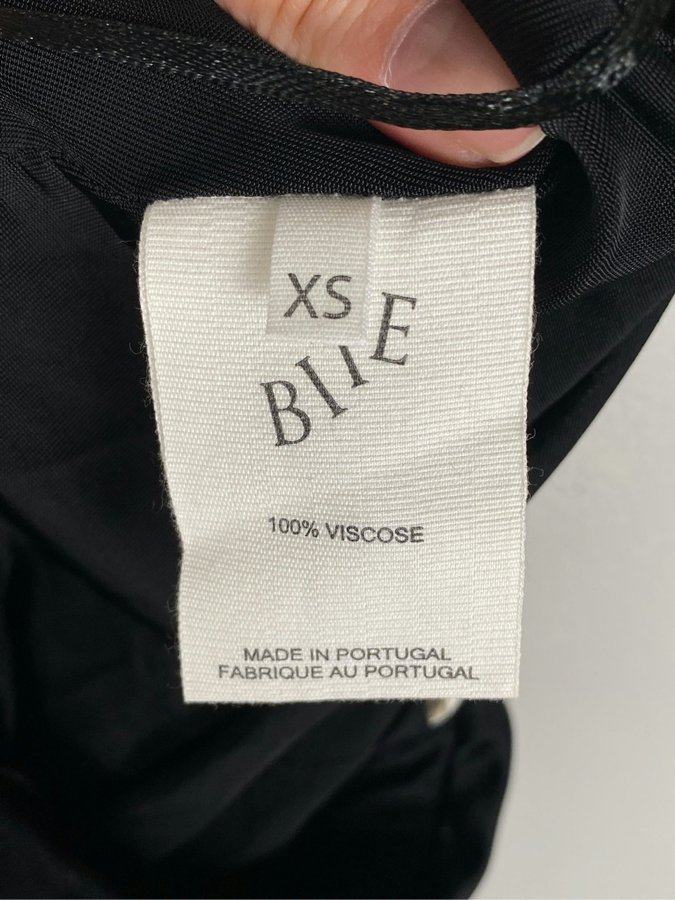 XS
BITE
100% VISCOSE
MADE IN PORTUGAL
FABRIQUE AU PORTUGAL